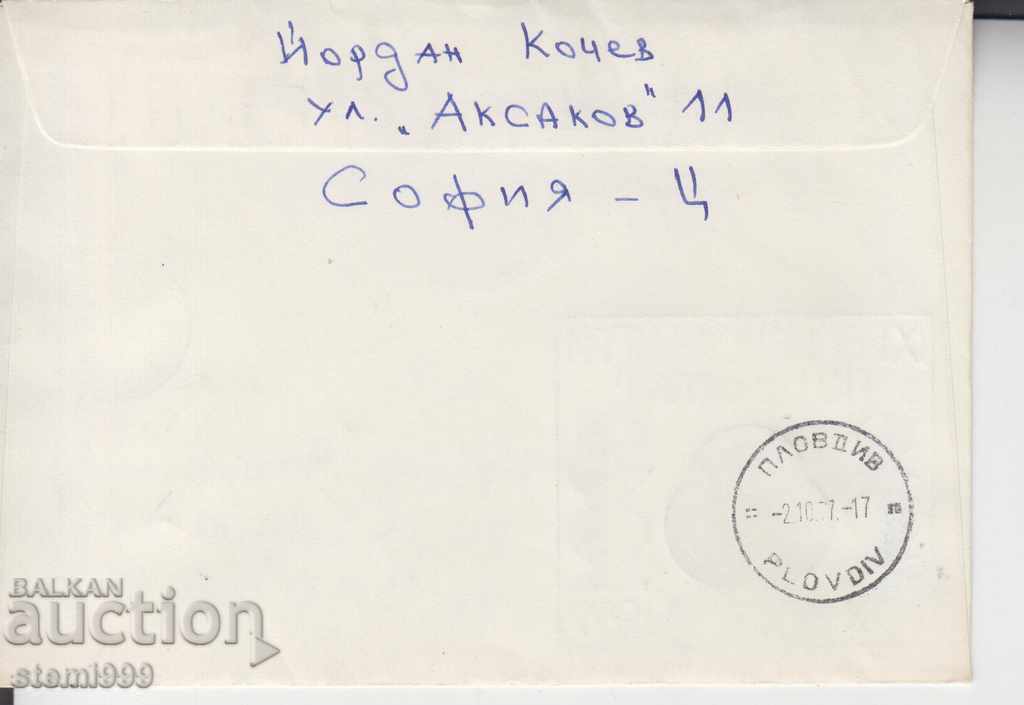 Йордан Кочев
ул. „Аксаков" 11
София - Ц
ПЛОВДИВ
-2.10.77.-17
PLOVDIV
BALKAN
auction
stemi999